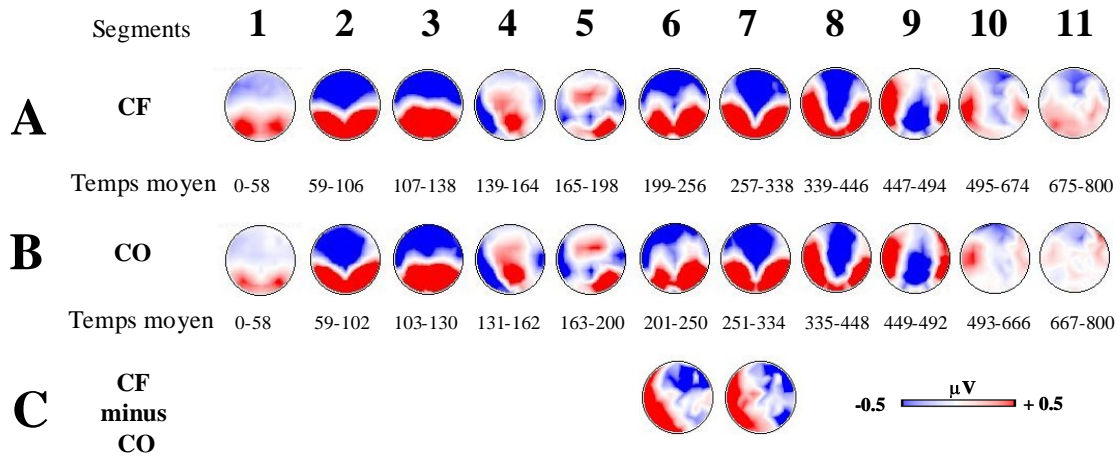 Segments 1 2 3 4 5 6 7 8 9 10 11
A CF
Temps moyen 0-58 59-106 107-138 139-164 165-198 199-256 257-338 339-446 447-494 495-674 675-800
B CO
Temps moyen 0-58 59-102 103-130 131-162 163-200 201-250 251-334 335-448 449-492 493-666 667-800
C
CF
minus
CO
µV
-0.5 + 0.5